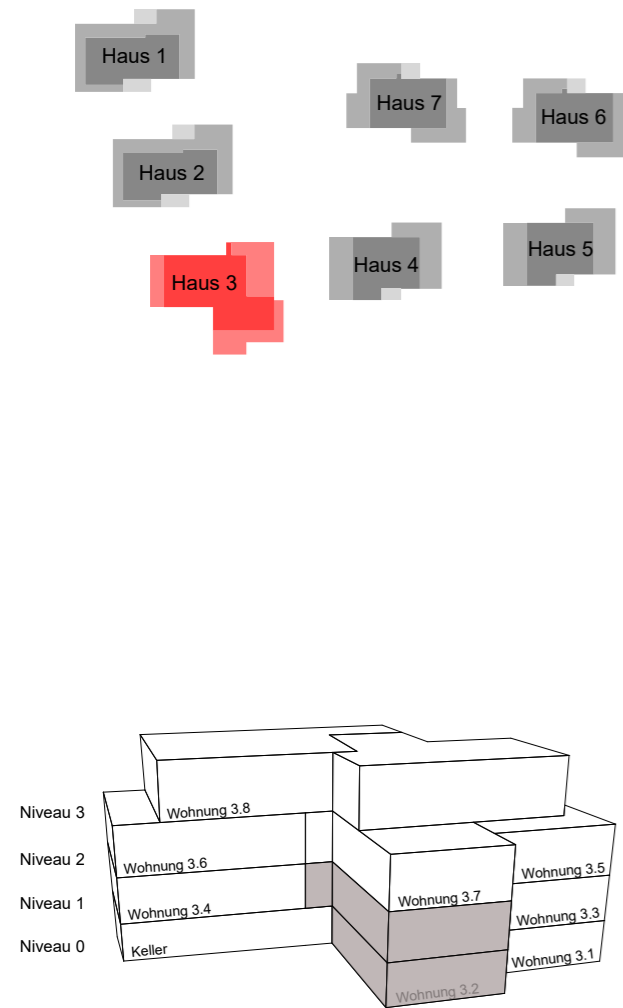 Haus 1
Haus 7
Haus 6
Haus 2
Haus 5
Haus 4
Haus 3
Niveau 3
Wohnung 3.8
Niveau 2
Wohnung 3.6
Wohnung 3.5
Niveau 1
Wohnung 3.4
Wohnung 3.7
Wohnung 3.3
Niveau 0
Keller
Wohnung 3.1
Wohnung 3.2